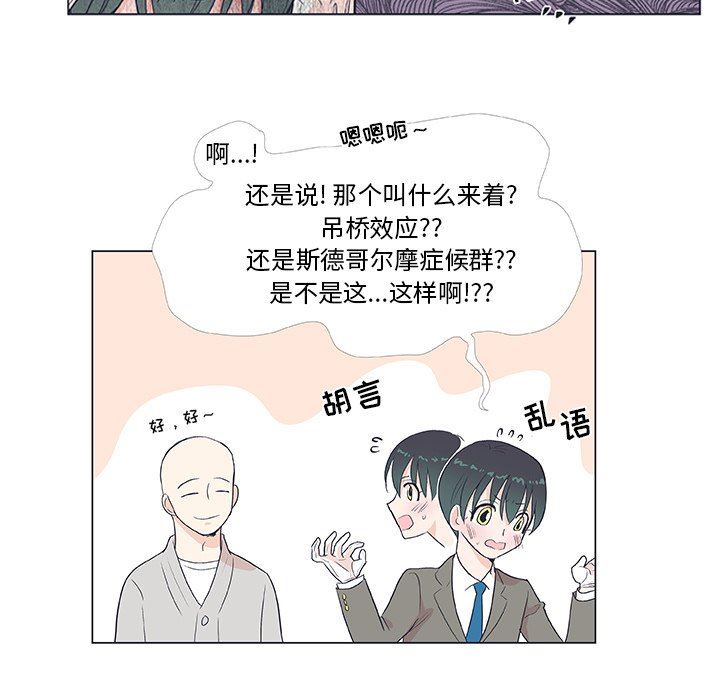 嗯嗯呃~
啊...!
还是说! 那个叫什么来着?
吊桥效应??
还是斯德哥尔摩症候群??
是不是这...这样啊!??
胡言
乱语
好,好~